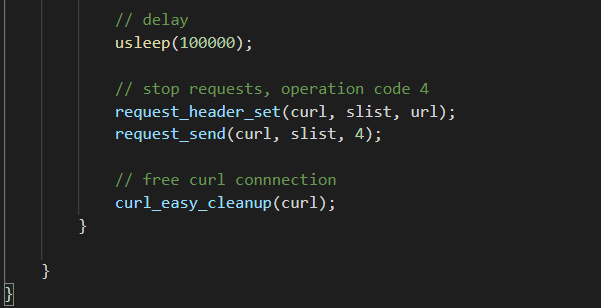 // delay
usleep(100000);
// stop requests, operation code 4
request_header_set(curl, slist, url);
request_send(curl, slist, 4);
// free curl connnection
curl_easy_cleanup(curl);
}
}
}